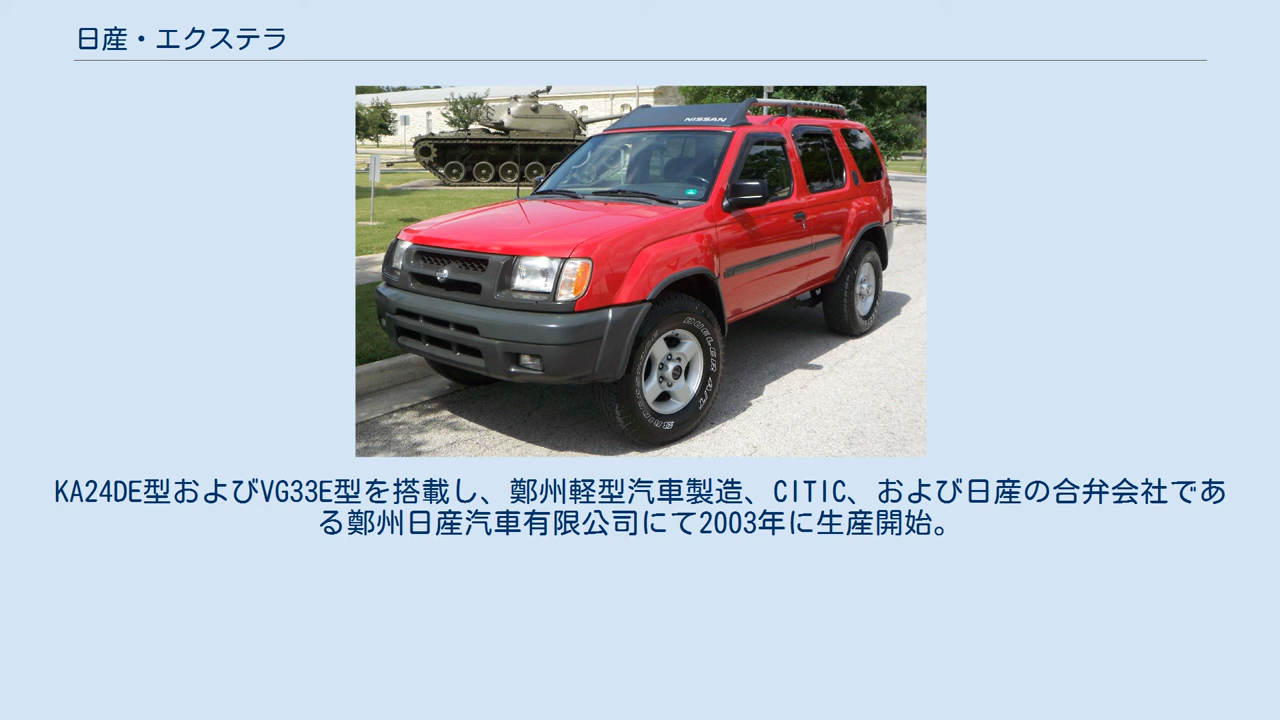 日産・エクステラ
NISSAN
DUELER A/T
KA24DE型およびVG33E型を搭載し、鄭州軽型汽車製造、CITIC、および日産の合弁会社であ
る鄭州日産汽車有限公司にて2003年に生産開始。